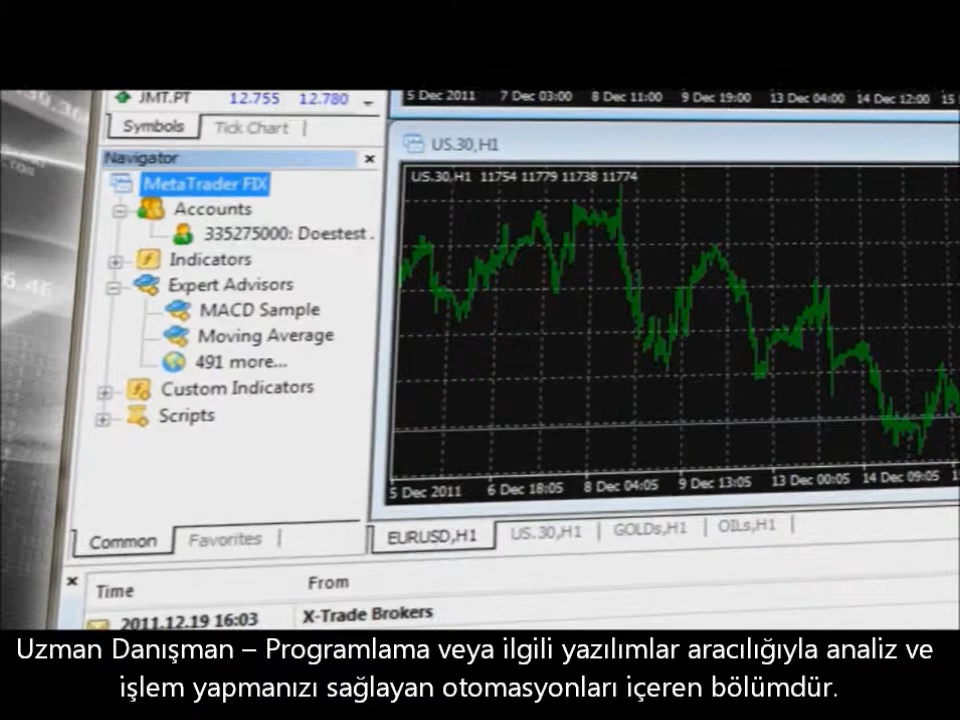 JMT.PT 12.755 12.780
5 Dec 2011 7 Dec 03:00 8 Dec 11:00 9 Dec 19:00 13 Dec 04:00 14 Dec 12:00 15
Symbols Tick Chart
Navigator
US.30,H1
MetaTrader FIX
US.30,H1 11754 11779 11738 11774
Accounts
335275000: Doestest .
Indicators
Expert Advisors
MACD Sample
Moving Average
491 more...
Custom Indicators
Scripts
5 Dec 2011 6 Dec 18:05 8 Dec 04:05 9 Dec 13:05 13 Dec 00:05 14 Dec 09:05
Common Favorites
EURUSD,H1 US.30,H1 GOLDs,H1 OILs,H1
Time From
2011.12.19 16:03 X-Trade Brokers
Uzman Danışman – Programlama veya ilgili yazılımlar aracılığıyla analiz ve
işlem yapmanızı sağlayan otomasyonları içeren bölümdür.